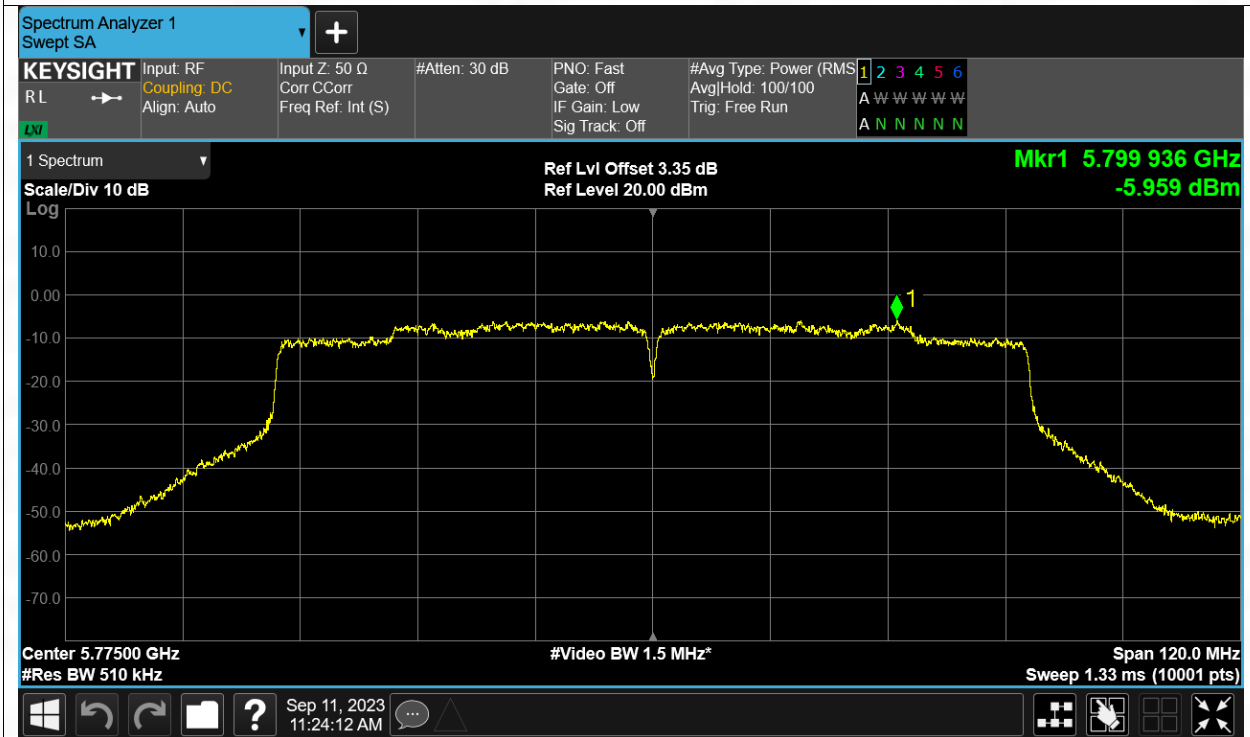 Spectrum Analyzer 1
Swept SA
+
KEYSIGHT
RL
LXI
Input: RF
Coupling: DC
Align: Auto
Input Z: 50 Ω
Corr CCorr
Freq Ref: Int (S)
#Atten: 30 dB
PNO: Fast
Gate: Off
IF Gain: Low
Sig Track: Off
#Avg Type: Power (RMS
Avg|Hold: 100/100
Trig: Free Run
1 2 3 4 5 6
A W W W W W
A N N N N N
1 Spectrum
Scale/Div 10 dB
Log
Ref Lvl Offset 3.35 dB
Ref Level 20.00 dBm
Mkr1 5.799 936 GHz
-5.959 dBm
10.0
0.00
-10.0
-20.0
-30.0
-40.0
-50.0
-60.0
-70.0
1
Center 5.77500 GHz
#Res BW 510 kHz
#Video BW 1.5 MHz*
Span 120.0 MHz
Sweep 1.33 ms (10001 pts)
?
Sep 11, 2023
11:24:12 AM